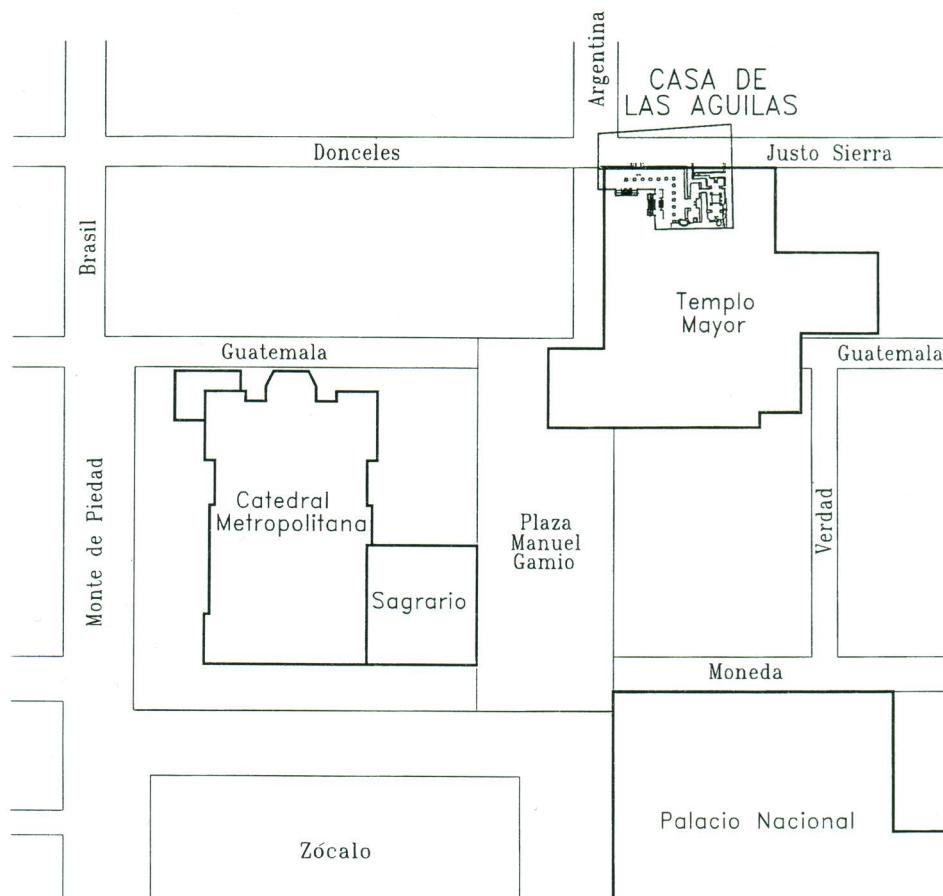 Argentina
CASA DE
LAS AGUILAS
Donceles
Justo Sierra
Brasil
Templo
Mayor
Guatemala
Guatemala
Monte de Piedad
Catedral
Metropolitana
Plaza
Manuel
Gamio
Verdad
Sagrario
Moneda
Palacio Nacional
Zócalo